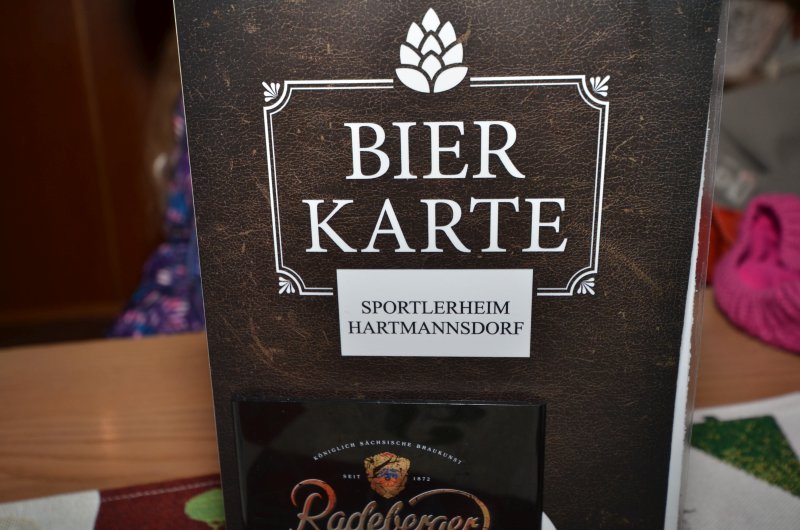 BIER
KARTE
SPORTLERHEIM
HARTMANNSDORF
KÖNIGLICH SÄCHSISCHE BRAUKUNST
SEIT 1872
Radeberger